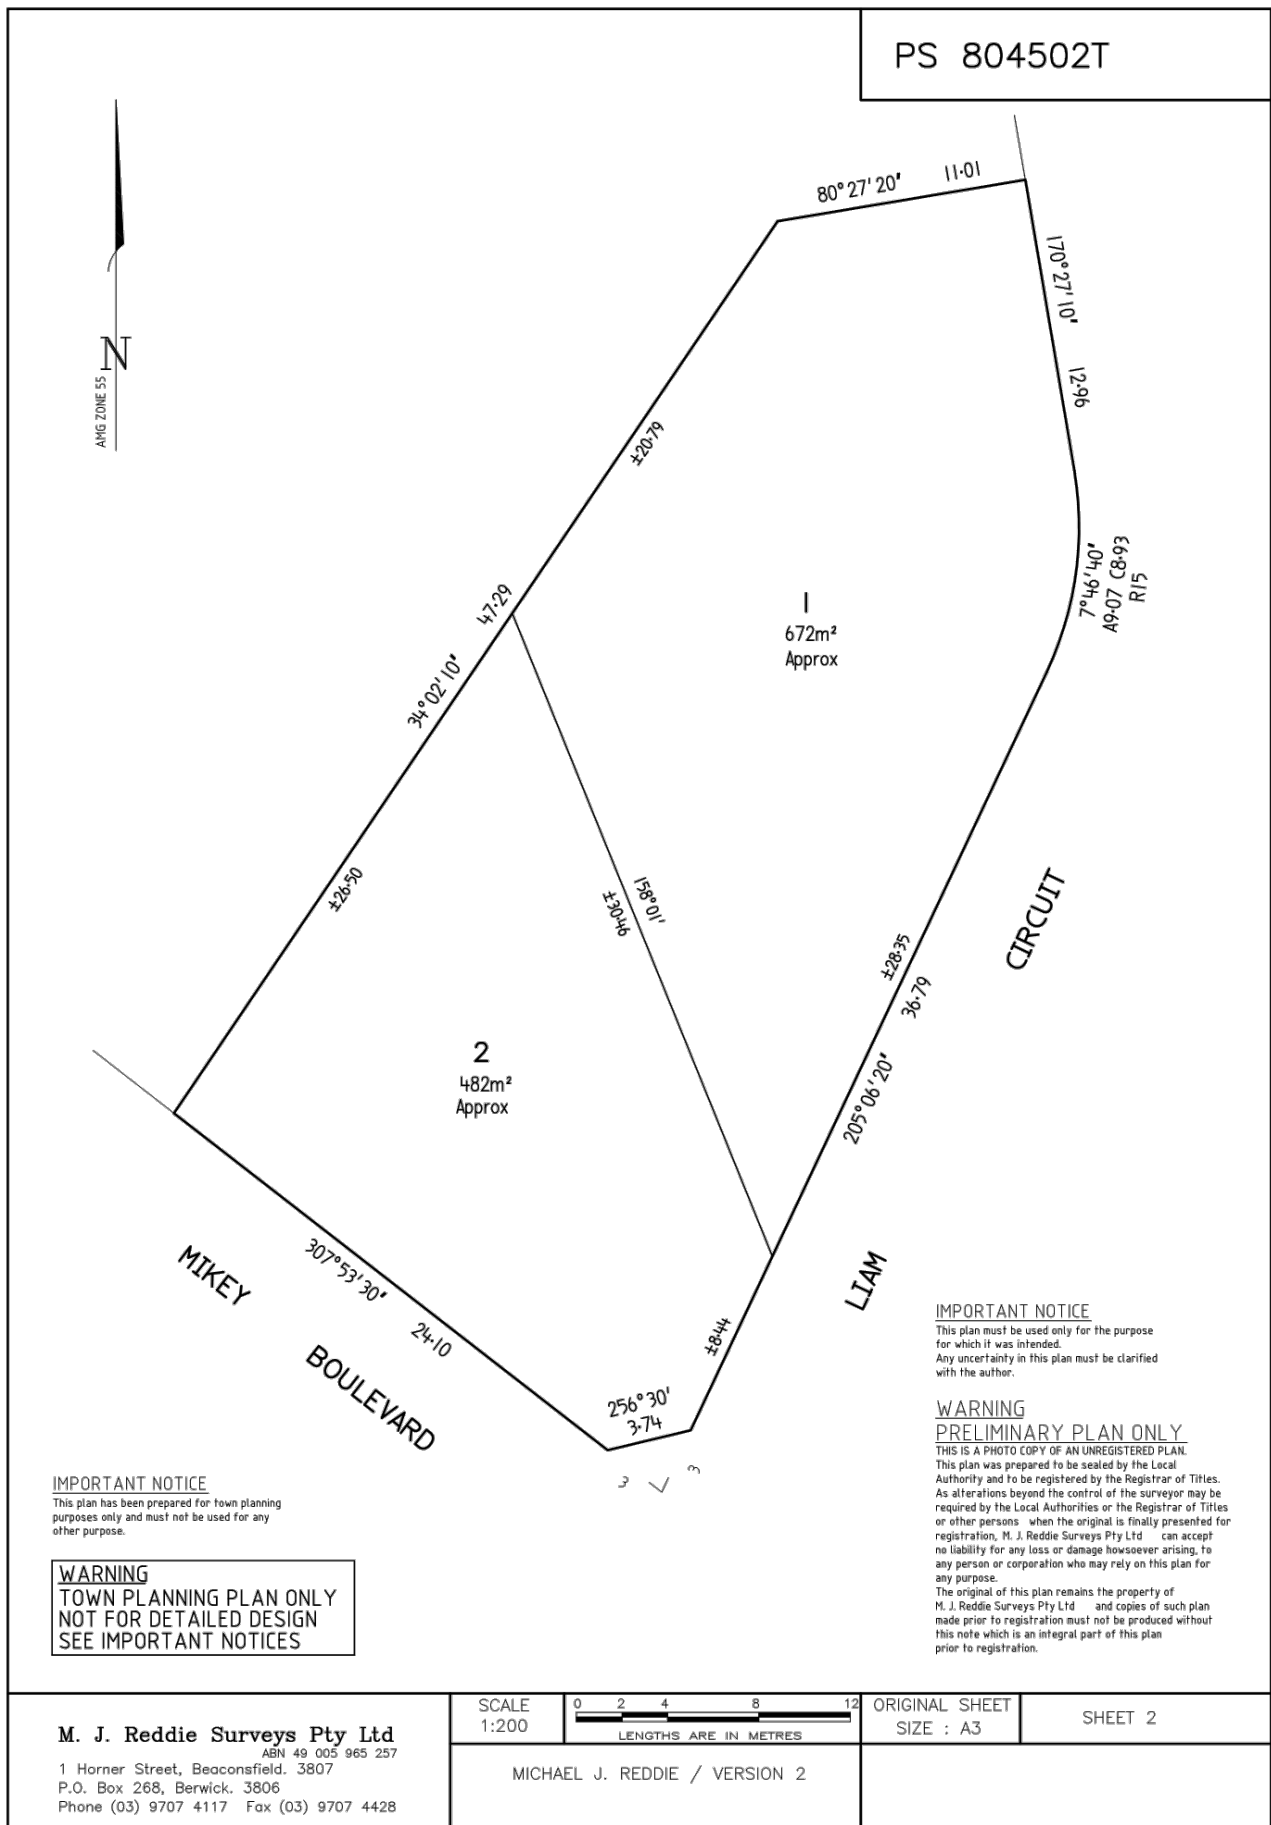 PS 804502T
80°27'20"
11·01
170°27'10"
12·96
N
AMG ZONE 55
±20·79
47·29
34°02'10"
7°46'40"
A9·07 C8·93
R15
1
672m²
Approx
±26·50
158°01'
±30·46
CIRCUIT
±28·35
36·79
205°06'20"
2
482m²
Approx
MIKEY
307°53'30"
24·10
BOULEVARD
LIAM
±8·44
256°30'
3·74
3
3
IMPORTANT NOTICE
This plan must be used only for the purpose
for which it was intended.
Any uncertainty in this plan must be clarified
with the author.
WARNING
PRELIMINARY PLAN ONLY
THIS IS A PHOTO COPY OF AN UNREGISTERED PLAN.
This plan was prepared to be sealed by the Local
Authority and to be registered by the Registrar of Titles.
As alterations beyond the control of the surveyor may be
required by the Local Authorities or the Registrar of Titles
or other persons when the original is finally presented for
registration, M. J. Reddie Surveys Pty Ltd can accept
no liability for any loss or damage howsoever arising, to
any person or corporation who may rely on this plan for
any purpose.
The original of this plan remains the property of
M. J. Reddie Surveys Pty Ltd and copies of such plan
made prior to registration must not be produced without
this note which is an integral part of this plan
prior to registration.
IMPORTANT NOTICE
This plan has been prepared for town planning
purposes only and must not be used for any
other purpose.
WARNING
TOWN PLANNING PLAN ONLY
NOT FOR DETAILED DESIGN
SEE IMPORTANT NOTICES
M. J. Reddie Surveys Pty Ltd
ABN 49 005 965 257
1 Horner Street, Beaconsfield. 3807
P.O. Box 268, Berwick. 3806
Phone (03) 9707 4117 Fax (03) 9707 4428
SCALE
1:200
0 2 4 8 12
LENGTHS ARE IN METRES
ORIGINAL SHEET
SIZE : A3
SHEET 2
MICHAEL J. REDDIE / VERSION 2